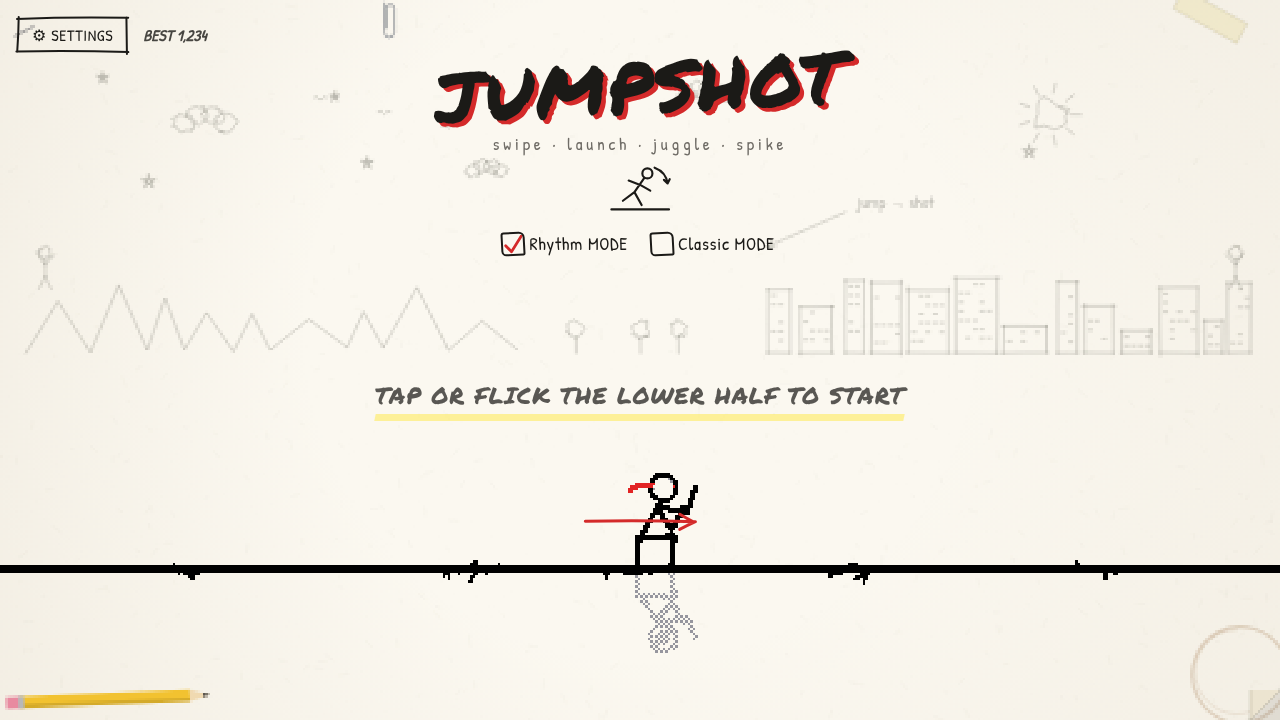 ⚙ SETTINGS
BEST 1,234
JUMPSHOT
swipe · launch · juggle · spike
Rhythm MODE
Classic MODE
jump → shot
TAP OR FLICK THE LOWER HALF TO START